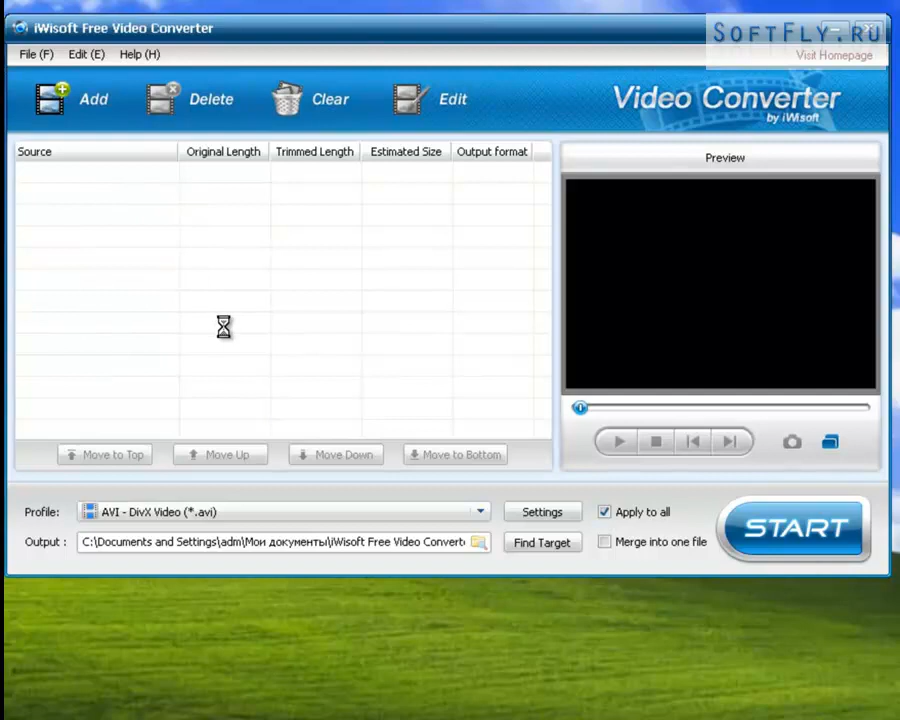 iWisoft Free Video Converter
SOFTFLY.RU
File (F) Edit (E) Help (H)
Visit Homepage
Add Delete Clear Edit
Video Converter
by iWisoft
Source Original Length Trimmed Length Estimated Size Output format
Preview
Move to Top Move Up Move Down Move to Bottom
Profile: AVI - DivX Video (*.avi) Settings Apply to all
START
Output : C:\Documents and Settings\adm\Мои документы\iWisoft Free Video Converte Find Target Merge into one file